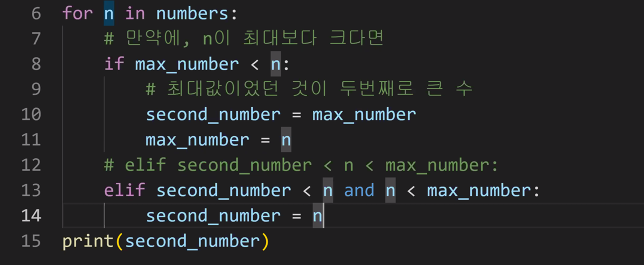 6 for n in numbers:
7 # 만약에, n이 최대보다 크다면
8 if max_number < n:
9 # 최대값이었던 것이 두번째로 큰 수
10 second_number = max_number
11 max_number = n
12 # elif second_number < n < max_number:
13 elif second_number < n and n < max_number:
14 second_number = n
15 print(second_number)